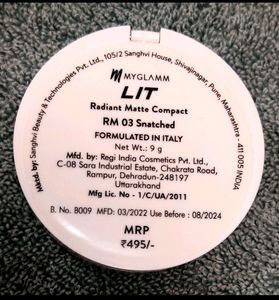 Mktd. by: Sanghvi Beauty & Technologies Pvt. Ltd., 105/2 Sanghvi House, Shivajinagar, Pune, Maharashtra - 411 005 INDIA
MYGLAMM
LIT
Radiant Matte Compact
RM 03 Snatched
FORMULATED IN ITALY
Net Wt.: 9 g
Mfd. by: Regi India Cosmetics Pvt. Ltd.,
C-08 Sara Industrial Estate, Chakrata Road,
Rampur, Dehradun-248197
Uttarakhand
Mfg Lic. No - 1/C/UA/2011
B. No. B009 MFD: 03/2022 Use Before : 08/2024
MRP
₹495/-